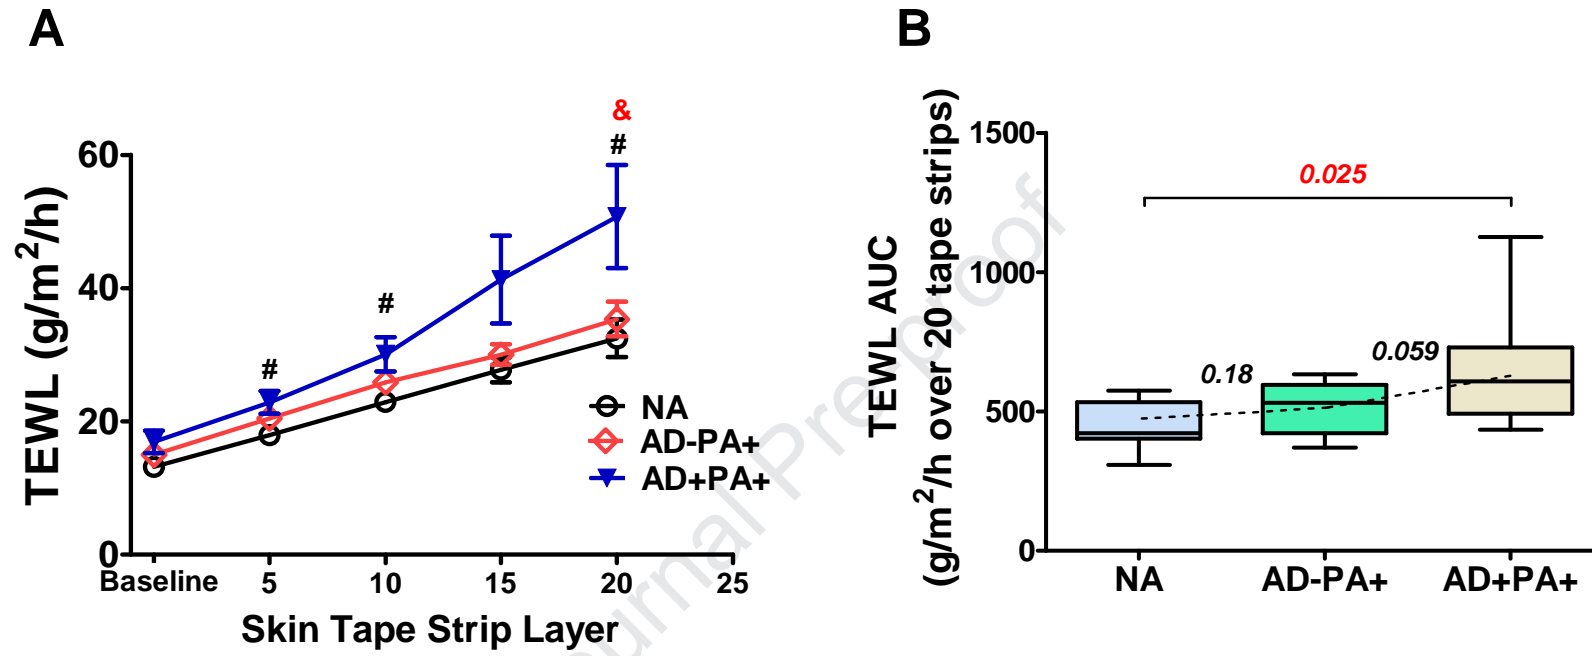 A
TEWL (g/m²/h)
60
40
20
0
&
#
#
#
NA
AD-PA+
AD+PA+
Baseline
5
10
15
20
25
Skin Tape Strip Layer
B
TEWL AUC
(g/m²/h over 20 tape strips)
1500
1000
500
0
0.025
0.18
0.059
NA
AD-PA+
AD+PA+
urnal Pre-proof